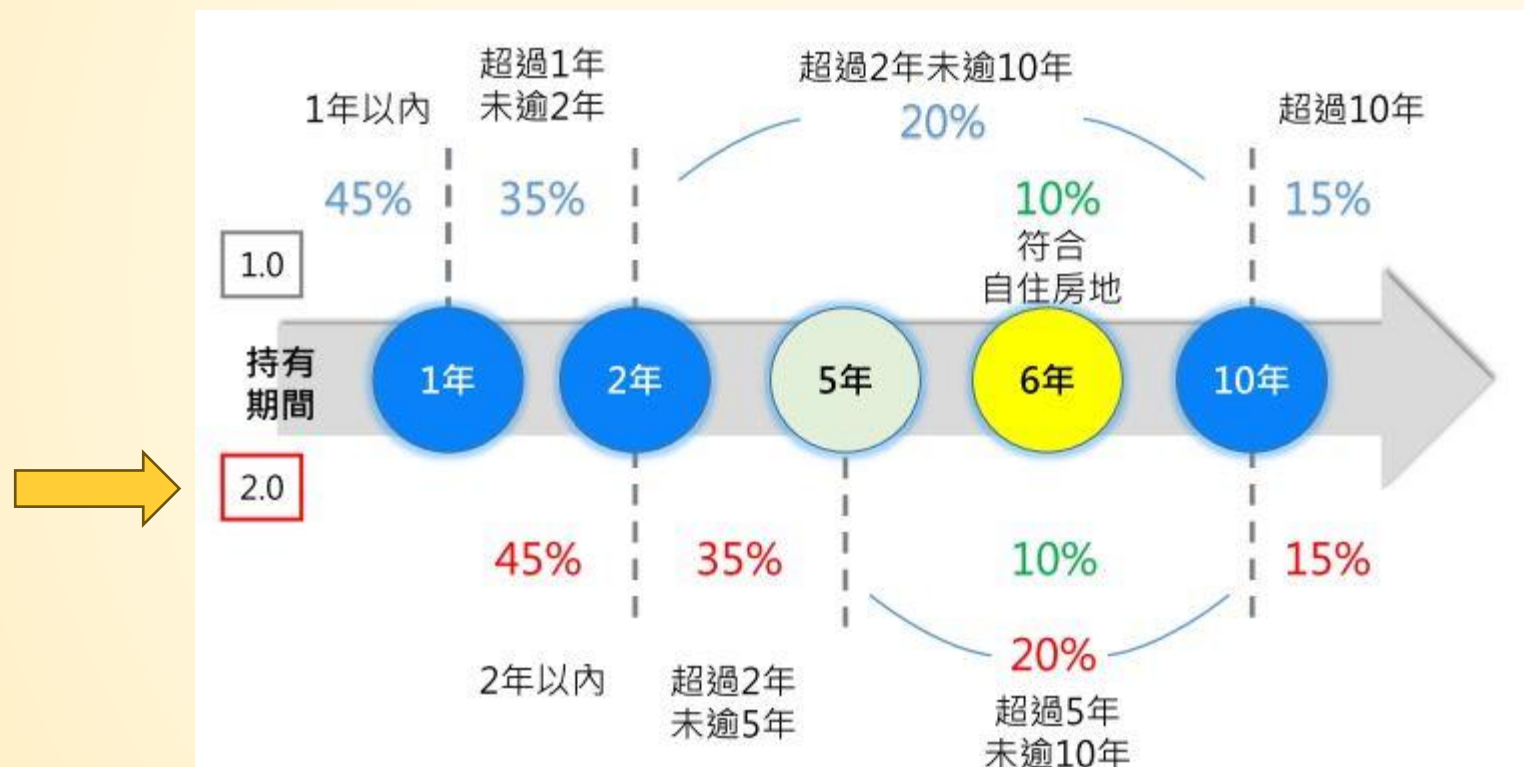 超過1年
未逾2年
1年以內
超過2年未逾10年
20%
超過10年
45%
35%
10%
15%
符合
自住房地
1.0
持有
期間
1年
2年
5年
6年
10年
2.0
45%
35%
10%
15%
20%
2年以內
超過2年
未逾5年
超過5年
未逾10年